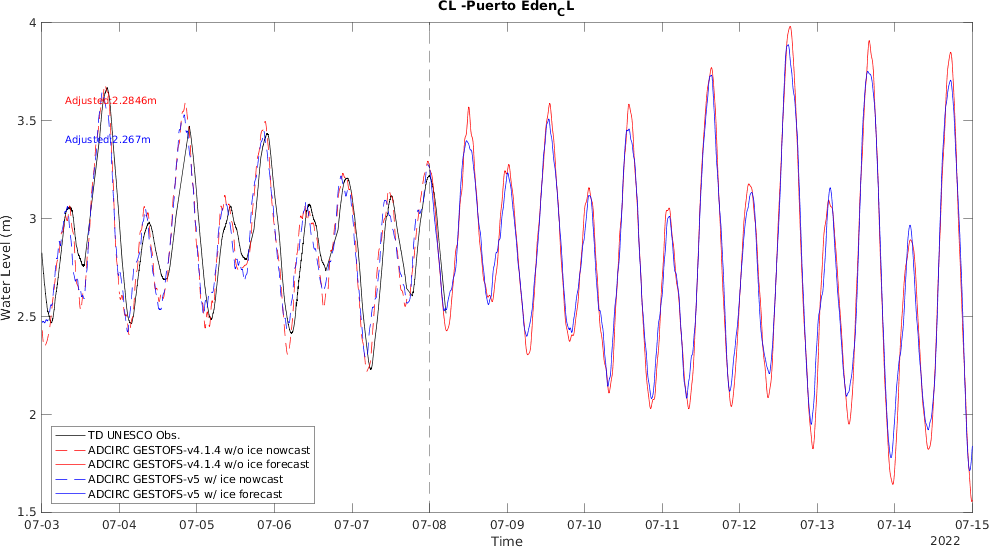 CL -Puerto Eden_CL
4
3.5
3
2.5
2
1.5
Water Level (m)
Adjusted:2.2846m
Adjusted:2.267m
TD UNESCO Obs.
ADCIRC GESTOFS-v4.1.4 w/o ice nowcast
ADCIRC GESTOFS-v4.1.4 w/o ice forecast
ADCIRC GESTOFS-v5 w/ ice nowcast
ADCIRC GESTOFS-v5 w/ ice forecast
07-03 07-04 07-05 07-06 07-07 07-08 07-09 07-10 07-11 07-12 07-13 07-14 07-15
Time
2022